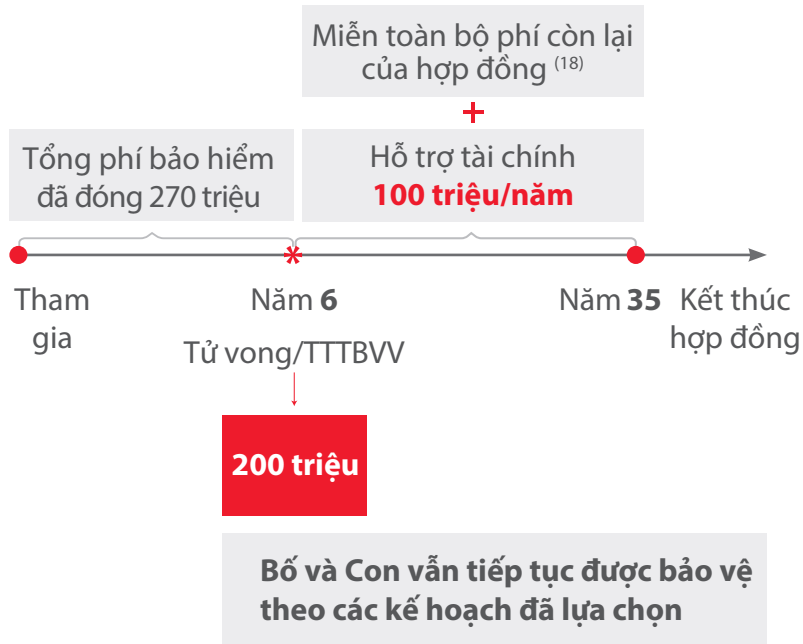 Miễn toàn bộ phí còn lại
của hợp đồng (18)
+
Tổng phí bảo hiểm
đã đóng 270 triệu
Hỗ trợ tài chính
100 triệu/năm
Tham
gia
Năm 6
Năm 35
Kết thúc
hợp đồng
Tử vong/TTTBVV
200 triệu
Bố và Con vẫn tiếp tục được bảo vệ
theo các kế hoạch đã lựa chọn